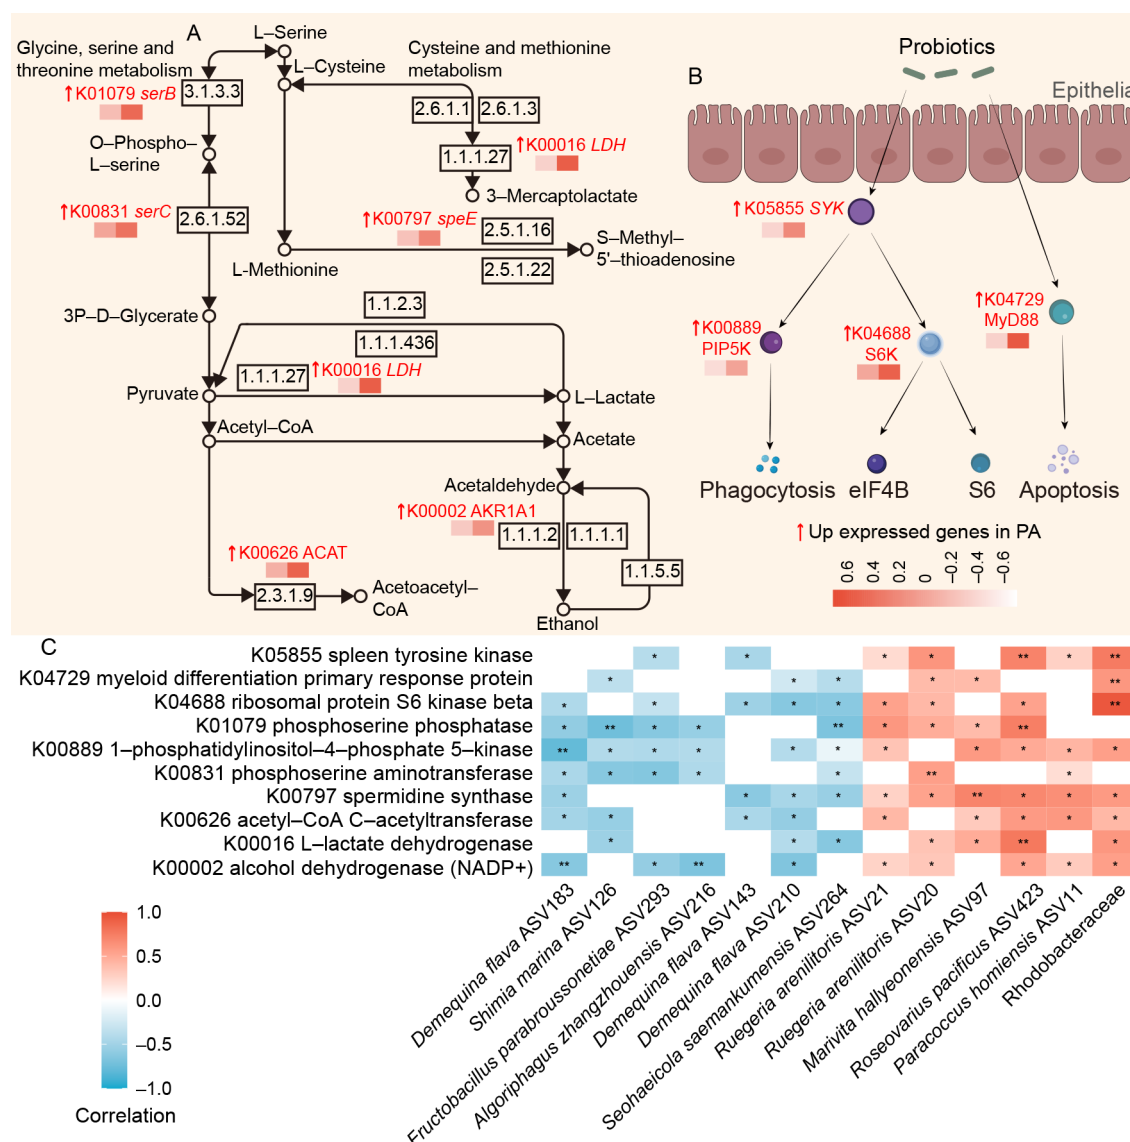 A
L–Serine
Glycine, serine and
threonine metabolism
Cysteine and methionine
metabolism
L–Cysteine
↑K01079 serB
3.1.3.3
2.6.1.1
2.6.1.3
O–Phospho–
L–serine
1.1.1.27
↑K00016 LDH
3–Mercaptolactate
↑K00831 serC
2.6.1.52
↑K00797 speE
2.5.1.16
S–Methyl–
5'–thioadenosine
L-Methionine
2.5.1.22
3P–D–Glycerate
1.1.2.3
1.1.1.436
1.1.1.27
↑K00016 LDH
Pyruvate
L–Lactate
Acetyl–CoA
Acetate
Acetaldehyde
↑K00002 AKR1A1
1.1.1.2
1.1.1.1
↑K00626 ACAT
1.1.5.5
2.3.1.9
Acetoacetyl–
CoA
Ethanol
B
Probiotics
Epithelia
↑K05855 SYK
↑K04729
MyD88
↑K00889
PIP5K
↑K04688
S6K
Phagocytosis
eIF4B
S6
Apoptosis
↑Up expressed genes in PA
0.6
0.4
0.2
0
–0.2
–0.4
–0.6
C
K05855 spleen tyrosine kinase * * * * ** * **
K04729 myeloid differentiation primary response protein * * * * * **
K04688 ribosomal protein S6 kinase beta * * * * * * * * **
K01079 phosphoserine phosphatase * ** * * ** * * * **
K00889 1–phosphatidylinositol–4–phosphate 5–kinase ** * * * * * * * * * *
K00831 phosphoserine aminotransferase * * * * * ** *
K00797 spermidine synthase * * * * * * ** * * *
K00626 acetyl–CoA C–acetyltransferase * * * * * * * * *
K00016 L–lactate dehydrogenase * * * * * ** *
K00002 alcohol dehydrogenase (NADP+) ** * ** * * * * * *
1.0
0.5
0.0
–0.5
–1.0
Correlation
Demequina flava ASV183
Shimia marina ASV126
Fructobacillus parabroussonetiae ASV293
Algoriphagus zhangzhouensis ASV216
Demequina flava ASV143
Demequina flava ASV210
Seohaeicola saemankumensis ASV264
Ruegeria arenilitoris ASV21
Ruegeria arenilitoris ASV20
Marivita hallyeonensis ASV97
Roseovarius pacificus ASV423
Paracoccus homiensis ASV11
Rhodobacteraceae